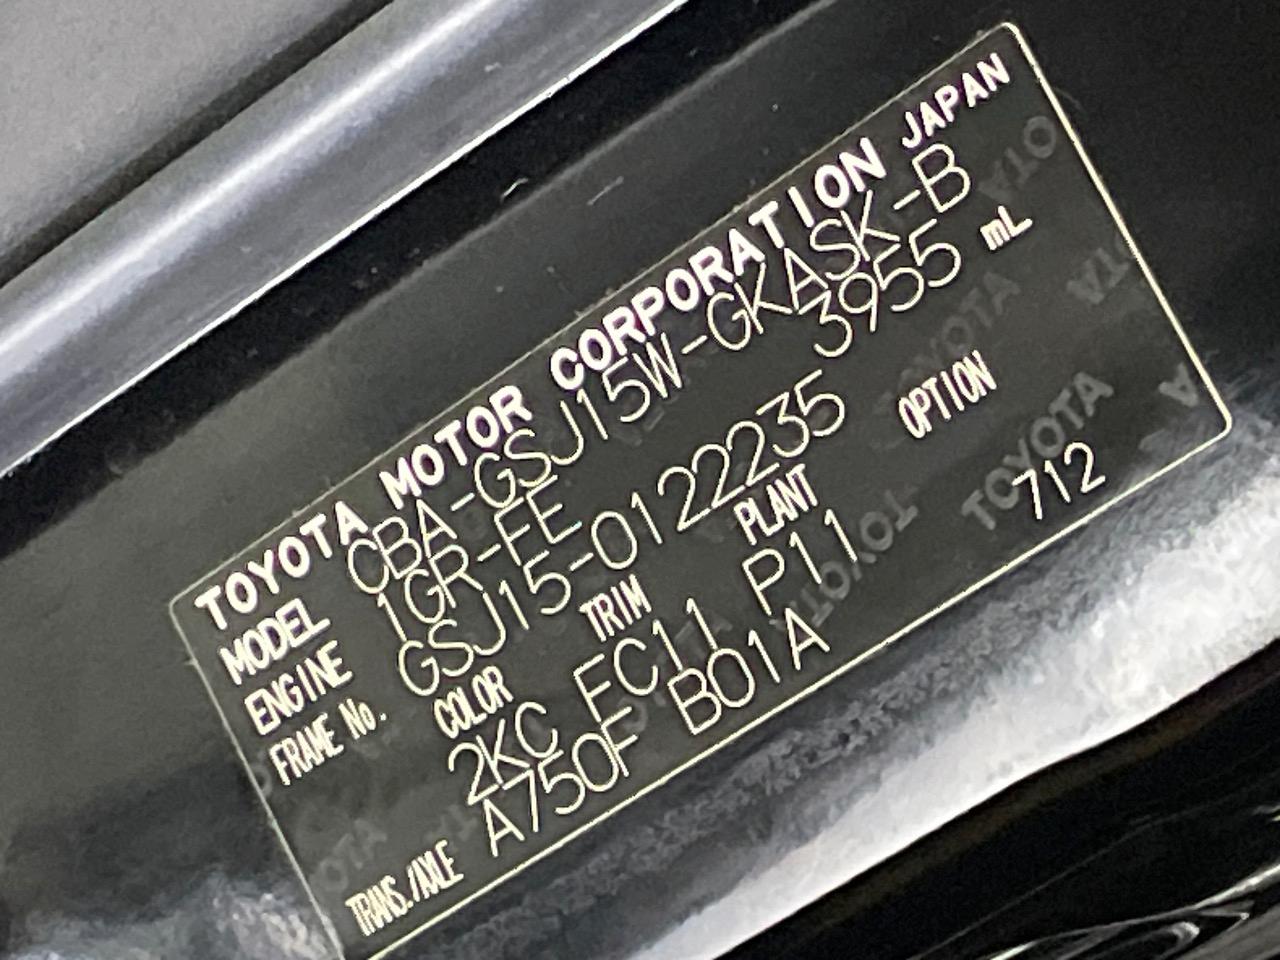 TOYOTA MOTOR CORPORATION JAPAN
MODEL CBA-GSJ15W-GKASK-B
ENGINE 1GR-FE 3955 mL
FRAME No. GSJ15-0122235
COLOR TRIM PLANT OPTION
2KC FC11 P11 712
TRANS./AXLE A750F B01A